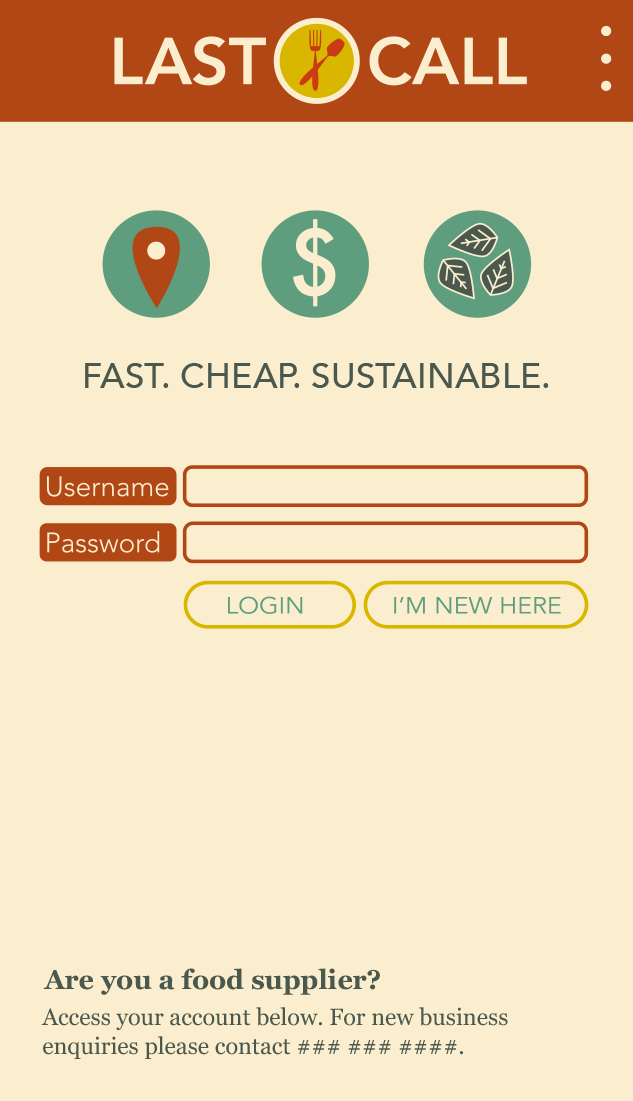 LAST CALL
$
FAST. CHEAP. SUSTAINABLE.
Username
Password
LOGIN
I'M NEW HERE
Are you a food supplier?
Access your account below. For new business
enquiries please contact ### ### ####.